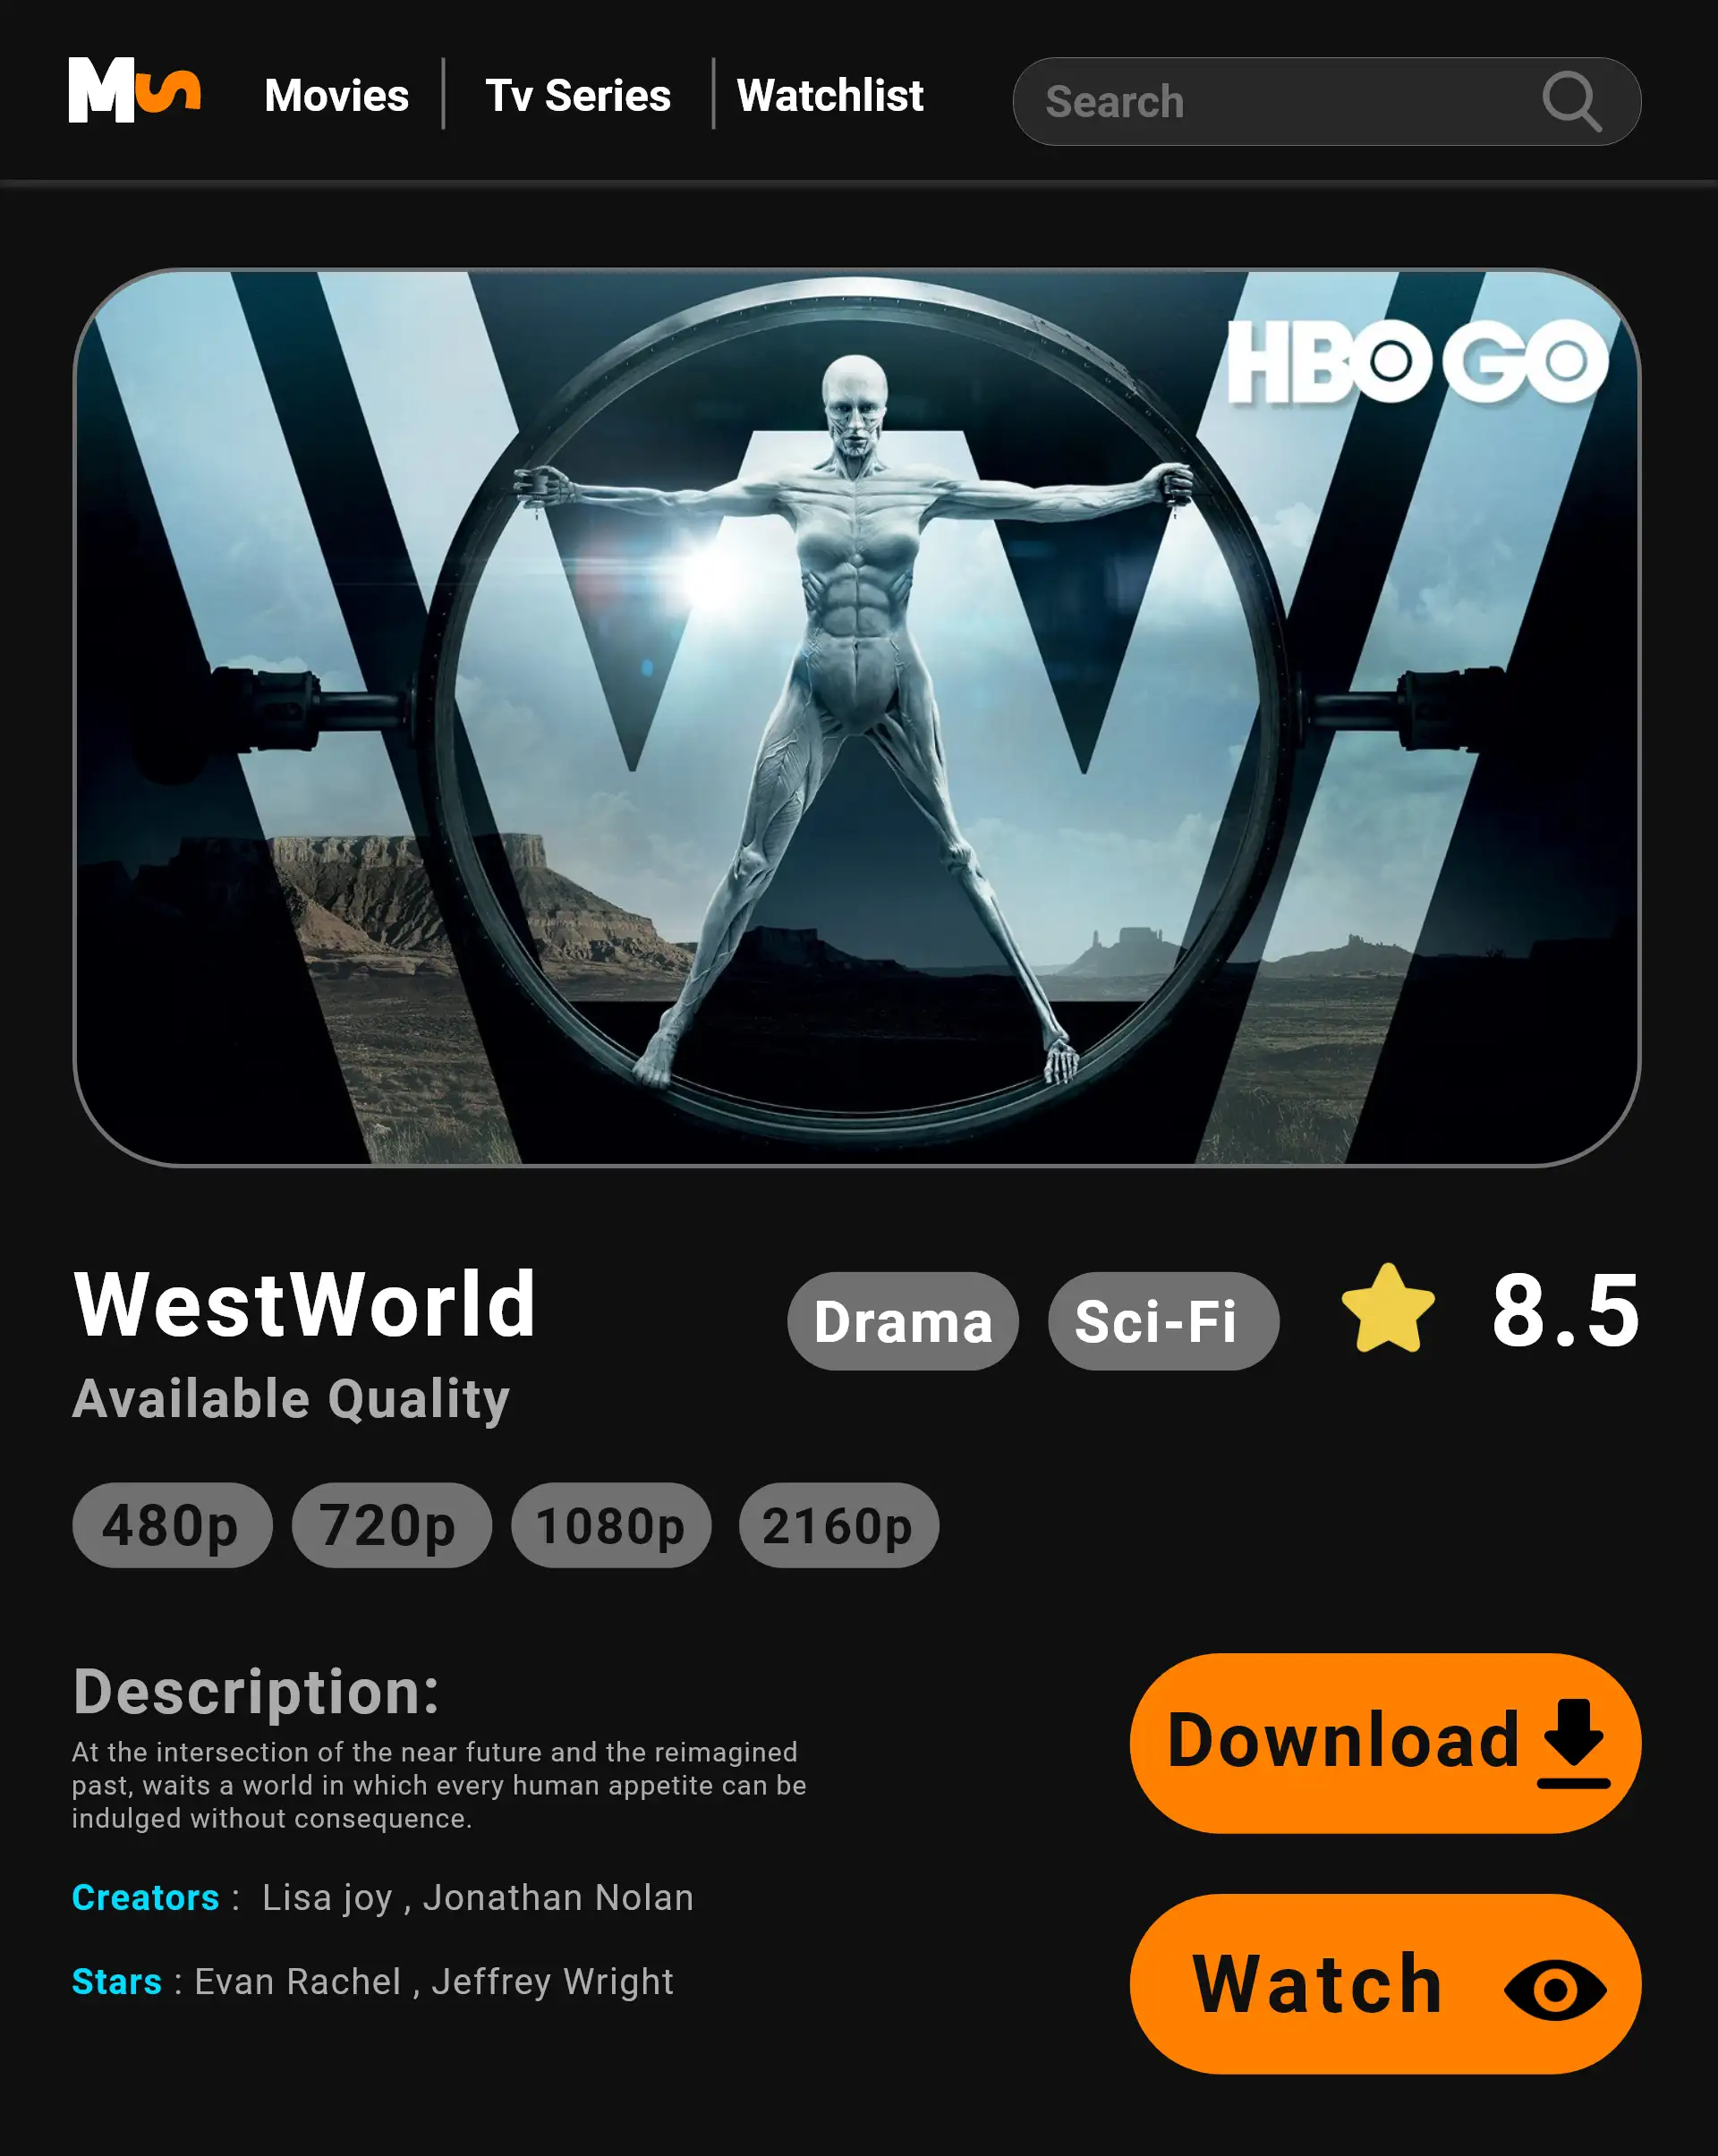 MS
Movies
Tv Series
Watchlist
Search
HBO GO
WestWorld
Drama
Sci-Fi
8.5
Available Quality
480p
720p
1080p
2160p
Description:
At the intersection of the near future and the reimagined
past, waits a world in which every human appetite can be
indulged without consequence.
Creators : Lisa joy , Jonathan Nolan
Stars : Evan Rachel , Jeffrey Wright
Download
Watch